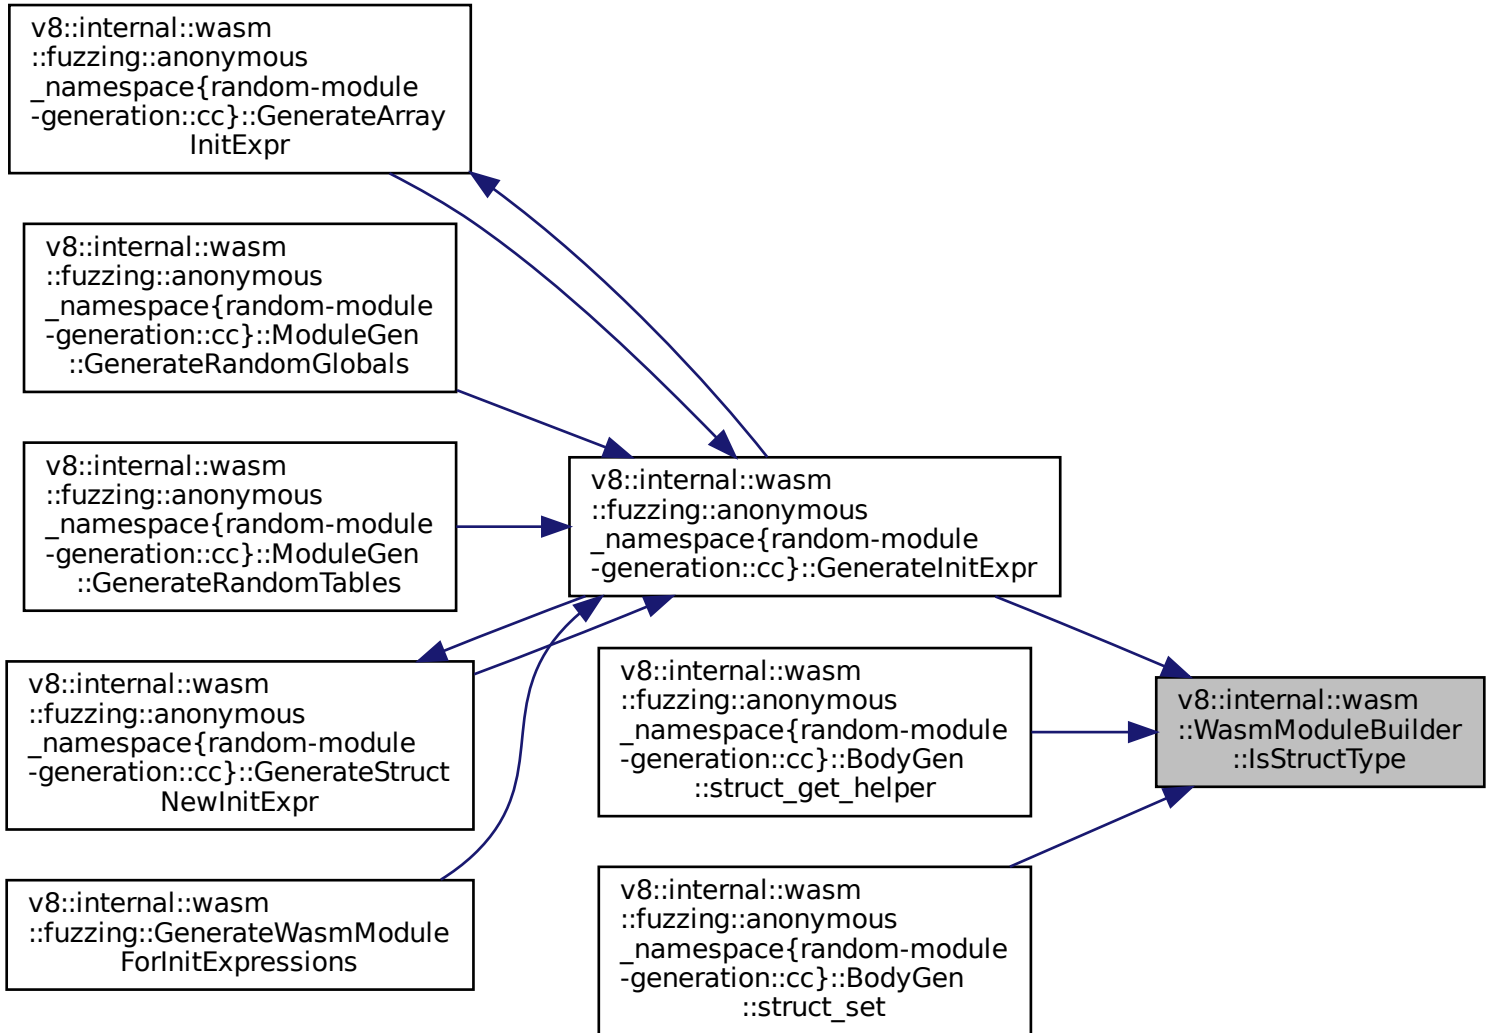 v8::internal::wasm
::fuzzing::anonymous
_namespace{random-module
-generation::cc}::GenerateArray
InitExpr
v8::internal::wasm
::fuzzing::anonymous
_namespace{random-module
-generation::cc}::ModuleGen
::GenerateRandomGlobals
v8::internal::wasm
::fuzzing::anonymous
_namespace{random-module
-generation::cc}::ModuleGen
::GenerateRandomTables
v8::internal::wasm
::fuzzing::anonymous
_namespace{random-module
-generation::cc}::GenerateStruct
NewInitExpr
v8::internal::wasm
::fuzzing::GenerateWasmModule
ForInitExpressions
v8::internal::wasm
::fuzzing::anonymous
_namespace{random-module
-generation::cc}::GenerateInitExpr
v8::internal::wasm
::fuzzing::anonymous
_namespace{random-module
-generation::cc}::BodyGen
::struct_get_helper
v8::internal::wasm
::fuzzing::anonymous
_namespace{random-module
-generation::cc}::BodyGen
::struct_set
v8::internal::wasm
::WasmModuleBuilder
::IsStructType